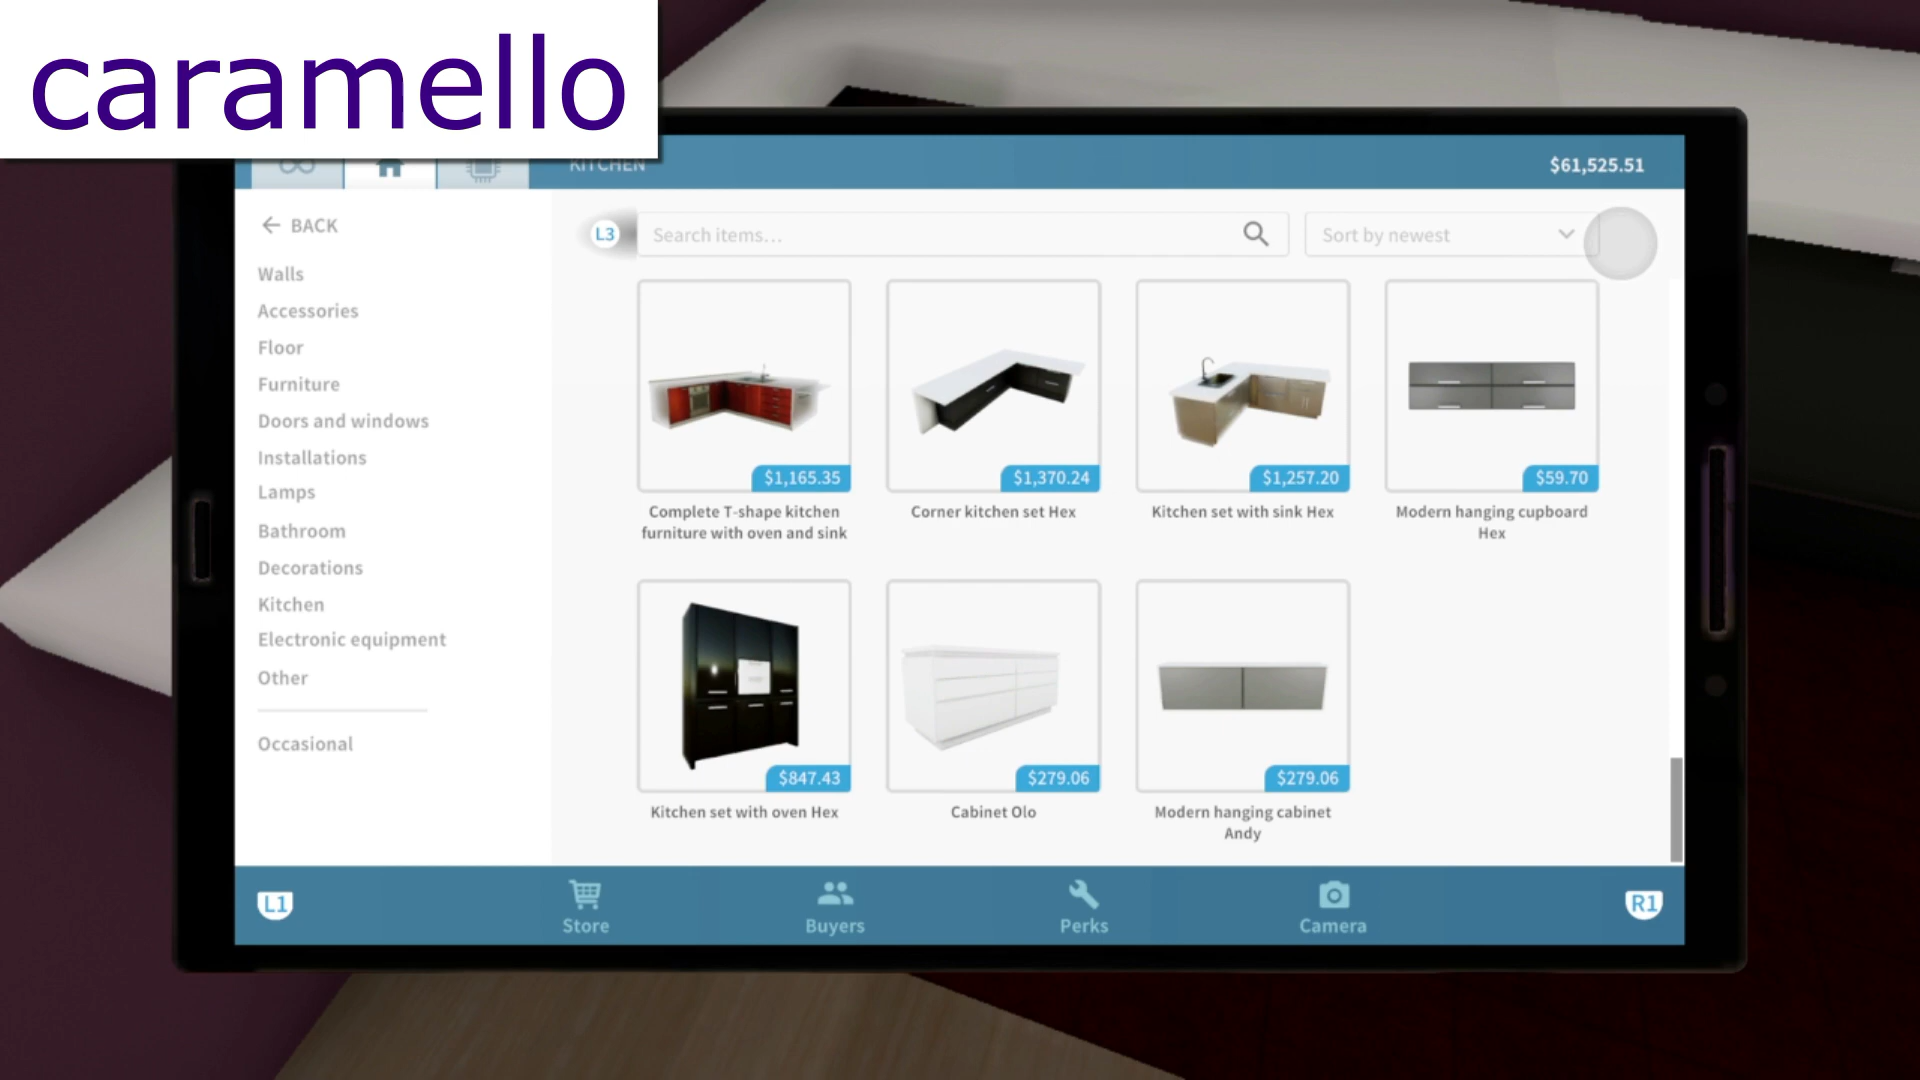 caramello
KITCHEN
$61,525.51
BACK
L3
Search items...
Sort by newest
Walls
Accessories
Floor
Furniture
Doors and windows
Installations
Lamps
Bathroom
Decorations
Kitchen
Electronic equipment
Other
Occasional
$1,165.35
$1,370.24
$1,257.20
$59.70
Complete T-shape kitchen
furniture with oven and sink
Corner kitchen set Hex
Kitchen set with sink Hex
Modern hanging cupboard
Hex
$847.43
$279.06
$279.06
Kitchen set with oven Hex
Cabinet Olo
Modern hanging cabinet
Andy
L1
Store
Buyers
Perks
Camera
R1